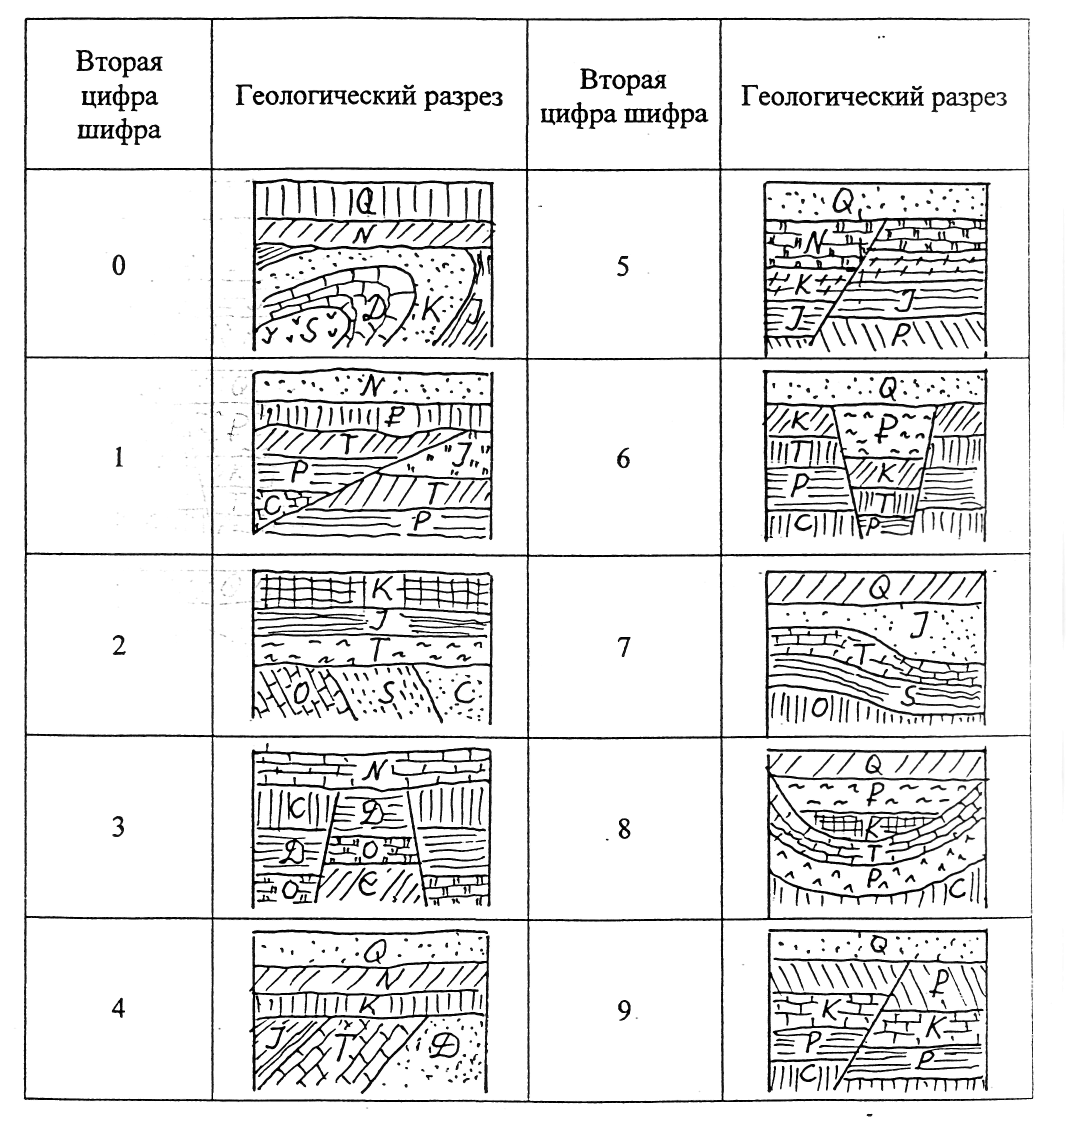 Вторая
цифра
шифра
Геологический разрез
Вторая
цифра шифра
Геологический разрез
0
Q
N
S D K J
5
Q
N
K
J J
P
1
N
₽
T
J
P
T
C
P
6
Q
K ₽
T K
P T
C P
2
K
J
T
O S C
7
Q
J
T
S
O
3
N
C D
D O
O Є
8
Q
₽
K
T
P
C
4
Q
N
K
J T D
9
Q
₽
K K
P P
C